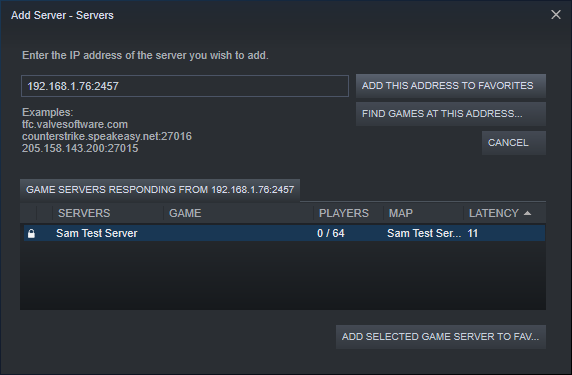 Add Server - Servers
Enter the IP address of the server you wish to add.
192.168.1.76:2457
ADD THIS ADDRESS TO FAVORITES
Examples:
tfc.valvesoftware.com
counterstrike.speakeasy.net:27016
205.158.143.200:27015
FIND GAMES AT THIS ADDRESS...
CANCEL
GAME SERVERS RESPONDING FROM 192.168.1.76:2457
SERVERS GAME PLAYERS MAP LATENCY
Sam Test Server 0 / 64 Sam Test Ser... 11
ADD SELECTED GAME SERVER TO FAV...